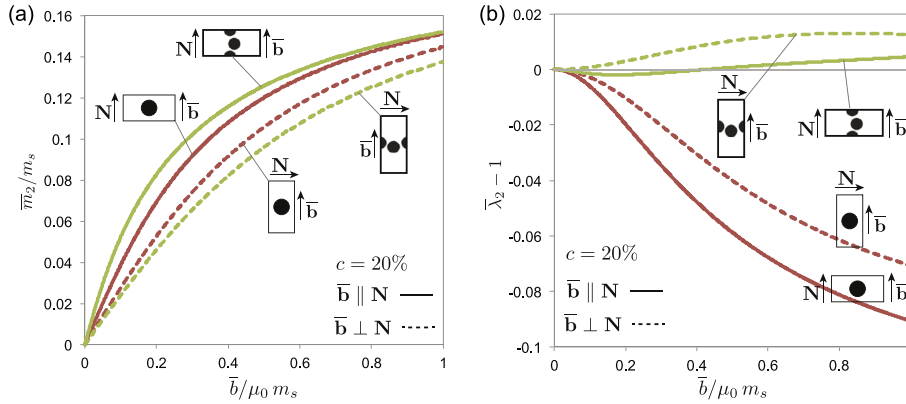 (a)
0.16
0.14
0.12
0.10
0.08
0.06
0.04
0.02
0
0 0.2 0.4 0.6 0.8 1
m̅₂/mₛ
b̅/μ₀ mₛ
N b̅
N b̅
N
b̅
N
b̅
c = 20%
b̅ ∥ N
b̅ ⊥ N
(b)
0.02
0
-0.02
-0.04
-0.06
-0.08
-0.1
0 0.2 0.4 0.6 0.8
λ̅₂ − 1
b̅/μ₀ mₛ
N
b̅
N b̅
N
b̅
N b̅
c = 20%
b̅ ∥ N
b̅ ⊥ N